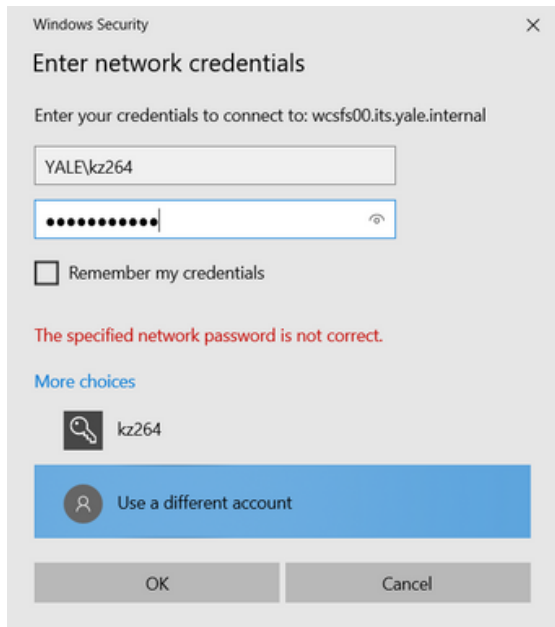 Windows Security
Enter network credentials
Enter your credentials to connect to: wcsfs00.its.yale.internal
YALE\kz264
●●●●●●●●●●●
Remember my credentials
The specified network password is not correct.
More choices
kz264
Use a different account
OK
Cancel